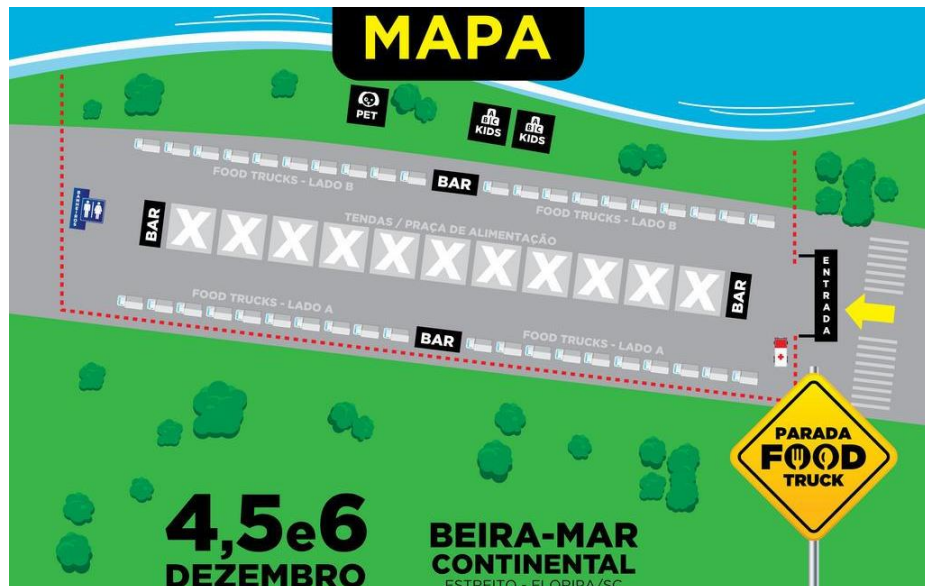 MAPA
PET
A
B C
KIDS
A
B C
KIDS
FOOD TRUCKS - LADO B
BAR
FOOD TRUCKS - LADO B
BANHEIROS
BAR
TENDAS / PRAÇA DE ALIMENTAÇÃO
X X X X X X X X X X X
BAR
ENTRADA
FOOD TRUCKS - LADO A
BAR
FOOD TRUCKS - LADO A
PARADA
FOOD
TRUCK
4,5e6
DEZEMBRO
BEIRA-MAR
CONTINENTAL
ESTREITO - FLORIPA/SC